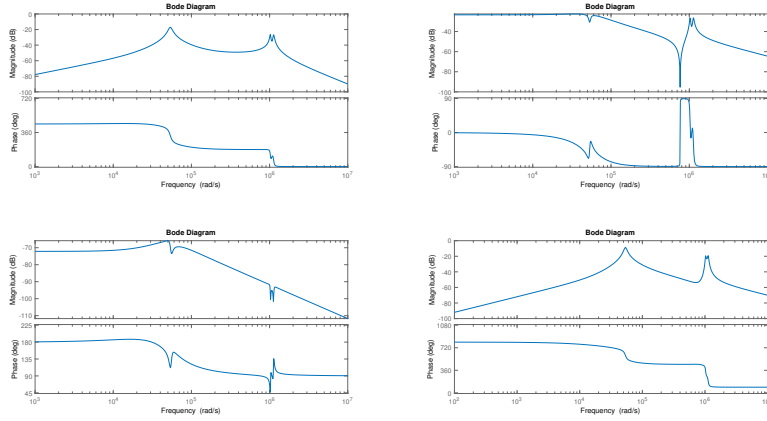 Bode Diagram
Magnitude (dB)
0
-20
-40
-60
-80
-100
Phase (deg)
720
360
0
10^3 10^4 10^5 10^6 10^7
Frequency (rad/s)
Bode Diagram
Magnitude (dB)
-40
-60
-80
-100
Phase (deg)
90
0
-90
10^3 10^4 10^5 10^6 10^7
Frequency (rad/s)
Bode Diagram
Magnitude (dB)
-70
-80
-90
-100
-110
Phase (deg)
225
180
135
90
45
10^3 10^4 10^5 10^6 10^7
Frequency (rad/s)
Bode Diagram
Magnitude (dB)
0
-20
-40
-60
-80
-100
Phase (deg)
1080
720
360
0
10^2 10^3 10^4 10^5 10^6 10^7
Frequency (rad/s)